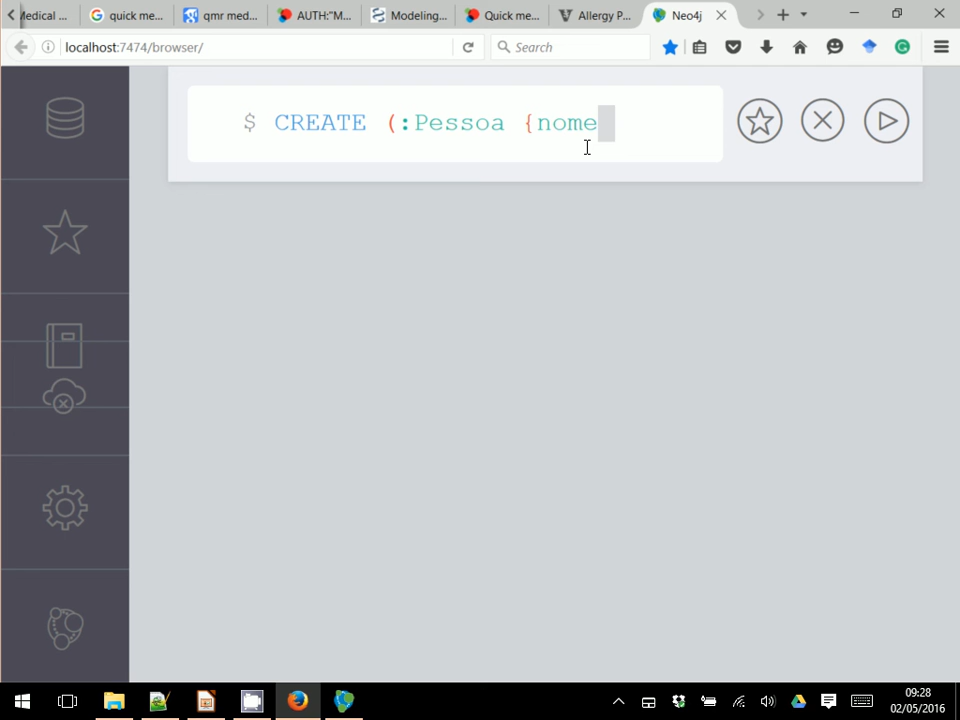 Medical ...
quick me...
qmr med...
AUTH:"M...
Modeling...
Quick me...
Allergy P...
Neo4j
localhost:7474/browser/
Search
$ CREATE (:Pessoa {nome
09:28
02/05/2016